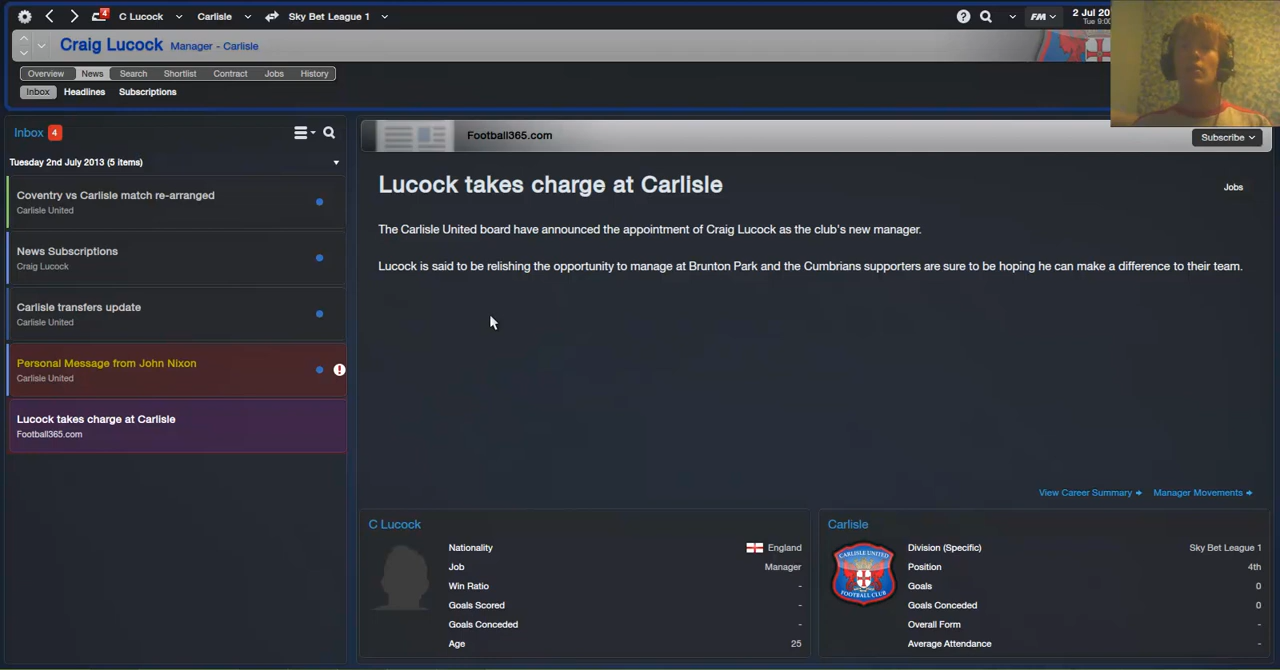 4 C Lucock Carlisle Sky Bet League 1 ? FM 2 Jul 20
Tue 9:0
Craig Lucock Manager - Carlisle
Overview News Search Shortlist Contract Jobs History
Inbox Headlines Subscriptions
Inbox 4
Tuesday 2nd July 2013 (5 items)
Coventry vs Carlisle match re-arranged
Carlisle United
News Subscriptions
Craig Lucock
Carlisle transfers update
Carlisle United
Personal Message from John Nixon
Carlisle United
Lucock takes charge at Carlisle
Football365.com
Football365.com
Subscribe
Lucock takes charge at Carlisle
Jobs
The Carlisle United board have announced the appointment of Craig Lucock as the club's new manager.
Lucock is said to be relishing the opportunity to manage at Brunton Park and the Cumbrians supporters are sure to be hoping he can make a difference to their team.
View Career Summary Manager Movements
C Lucock
Nationality England
Job Manager
Win Ratio -
Goals Scored -
Goals Conceded -
Age 25
Carlisle
CARLISLE UNITED
FOOTBALL CLUB
Division (Specific) Sky Bet League 1
Position 4th
Goals 0
Goals Conceded 0
Overall Form -
Average Attendance -